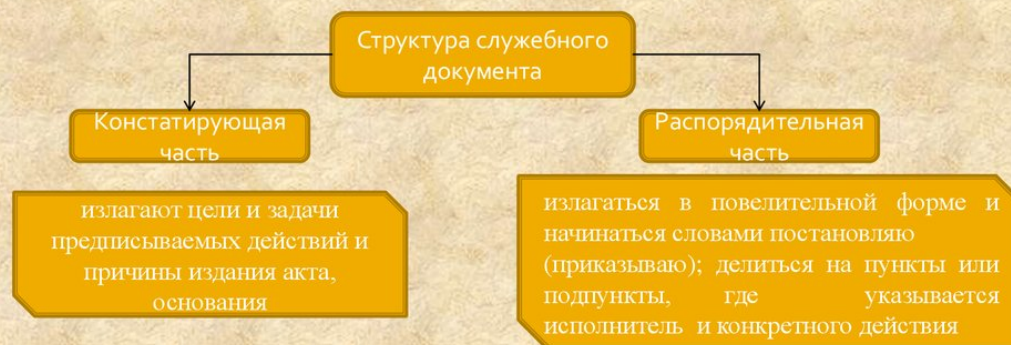 Структура служебного
документа
Констатирующая
часть
Распорядительная
часть
излагают цели и задачи
предписываемых действий и
причины издания акта,
основания
излагаться в повелительной форме и
начинаться словами постановляю
(приказываю); делиться на пункты или
подпункты, где указывается
исполнитель и конкретного действия